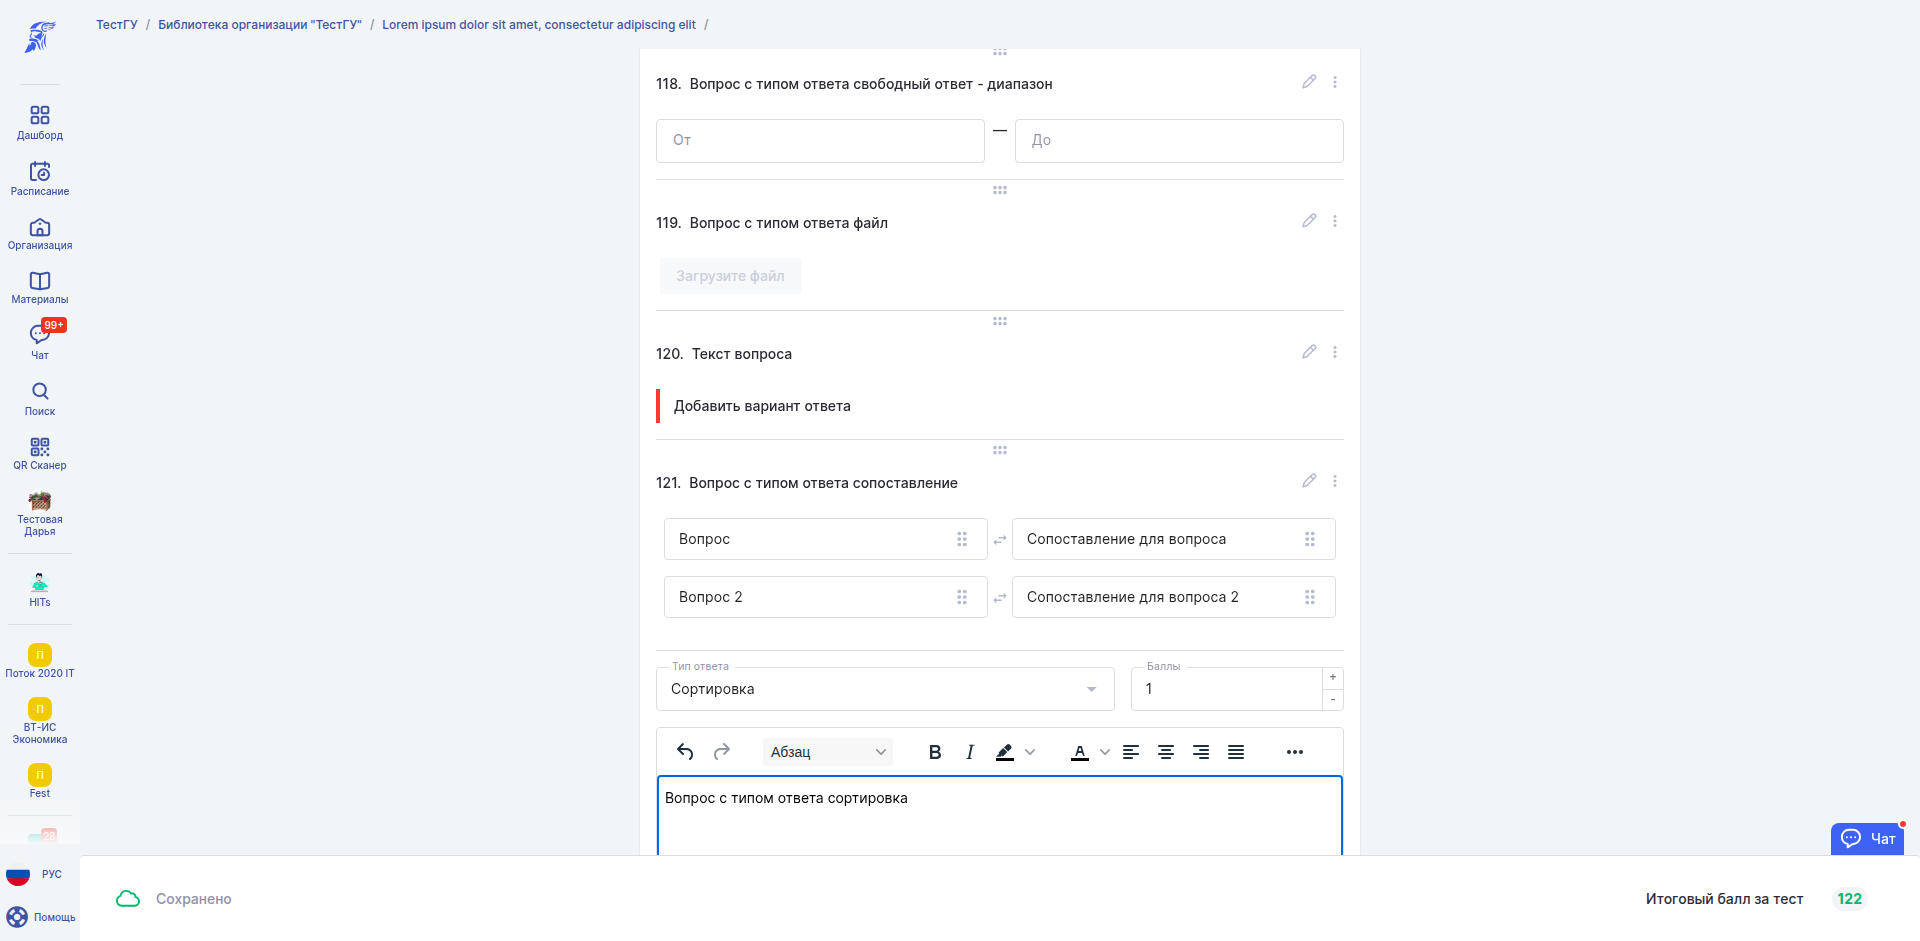 ТестГУ / Библиотека организации "ТестГУ" / Lorem ipsum dolor sit amet, consectetur adipiscing elit /
Дашборд
Расписание
Организация
Материалы
99+
Чат
Поиск
QR Сканер
Тестовая
Дарья
HITs
П
Поток 2020 IT
П
ВТ-ИС
Экономика
П
Fest
28
РУС
Помощь
118. Вопрос с типом ответа свободный ответ - диапазон
От — До
119. Вопрос с типом ответа файл
Загрузите файл
120. Текст вопроса
Добавить вариант ответа
121. Вопрос с типом ответа сопоставление
Вопрос Сопоставление для вопроса
Вопрос 2 Сопоставление для вопроса 2
Тип ответа Баллы
Сортировка 1 + -
Абзац B I A
Вопрос с типом ответа сортировка
Чат
Сохранено
Итоговый балл за тест 122